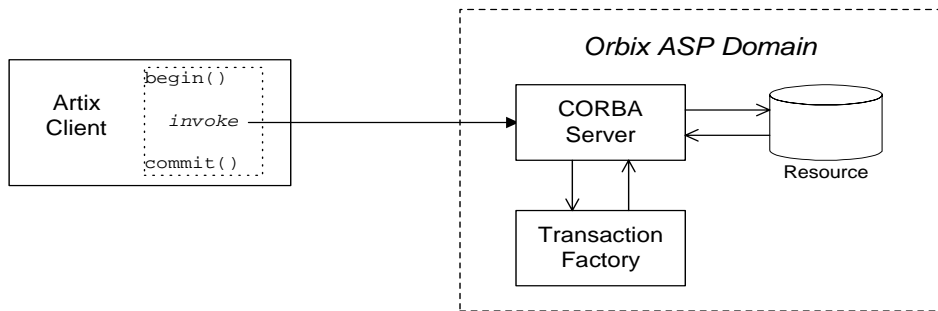 Orbix ASP Domain
Artix
Client
begin()
invoke
commit()
CORBA
Server
Resource
Transaction
Factory